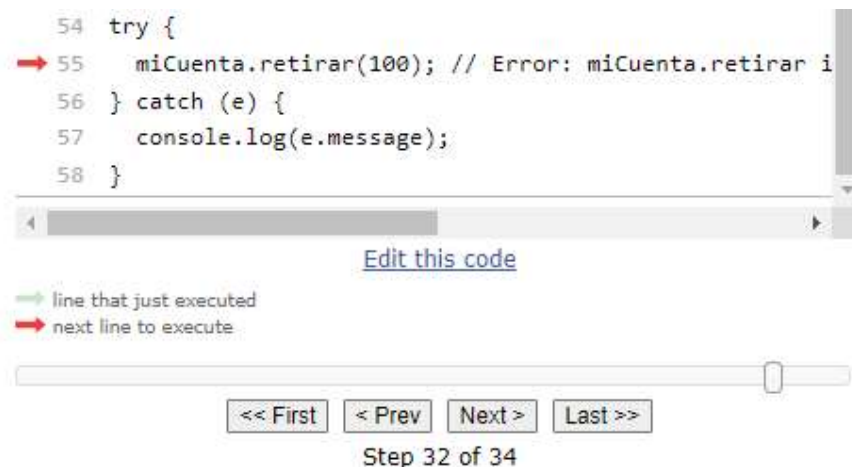 54 try {
55 miCuenta.retirar(100); // Error: miCuenta.retirar i
56 } catch (e) {
57 console.log(e.message);
58 }
Edit this code
line that just executed
next line to execute
<< First < Prev Next > Last >>
Step 32 of 34